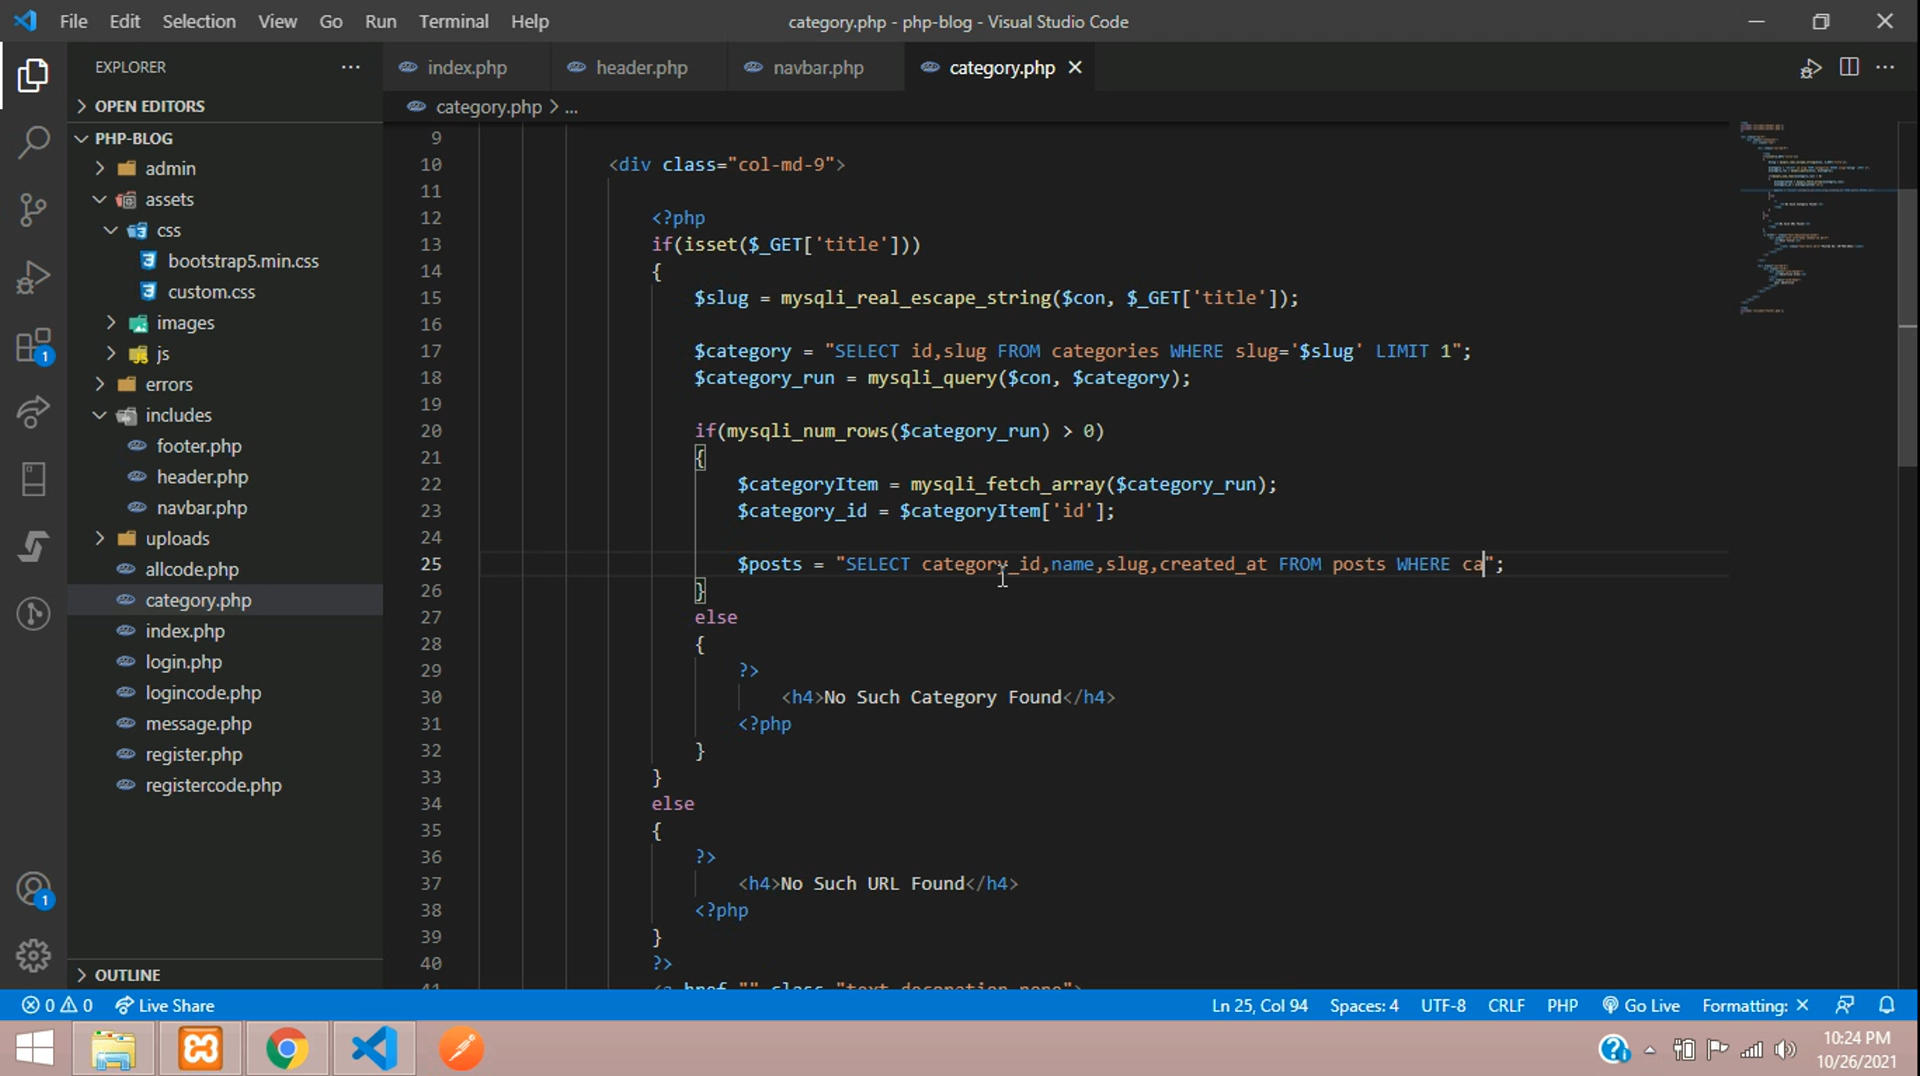 File Edit Selection View Go Run Terminal Help
category.php - php-blog - Visual Studio Code
EXPLORER
index.php
header.php
navbar.php
category.php
OPEN EDITORS
category.php > ...
PHP-BLOG
admin
assets
css
bootstrap5.min.css
custom.css
images
js
errors
includes
footer.php
header.php
navbar.php
uploads
allcode.php
category.php
index.php
login.php
logincode.php
message.php
register.php
registercode.php
OUTLINE
9
10 <div class="col-md-9">
11
12 <?php
13 if(isset($_GET['title']))
14 {
15 $slug = mysqli_real_escape_string($con, $_GET['title']);
16
17 $category = "SELECT id,slug FROM categories WHERE slug='$slug' LIMIT 1";
18 $category_run = mysqli_query($con, $category);
19
20 if(mysqli_num_rows($category_run) > 0)
21 {
22 $categoryItem = mysqli_fetch_array($category_run);
23 $category_id = $categoryItem['id'];
24
25 $posts = "SELECT category_id,name,slug,created_at FROM posts WHERE ca";
26 }
27 else
28 {
29 ?>
30 <h4>No Such Category Found</h4>
31 <?php
32 }
33 }
34 else
35 {
36 ?>
37 <h4>No Such URL Found</h4>
38 <?php
39 }
40 ?>
41 <a href="" class="text-decoration-none">
0 0 Live Share
Ln 25, Col 94 Spaces: 4 UTF-8 CRLF PHP Go Live Formatting: ×
1
1
10:24 PM
10/26/2021